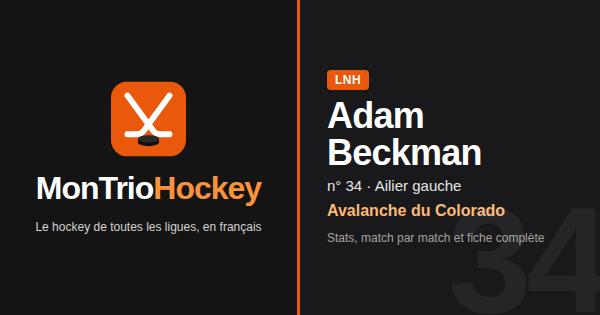 MonTrioHockey
Le hockey de toutes les ligues, en français
LNH
Adam
Beckman
n° 34 · Ailier gauche
Avalanche du Colorado
Stats, match par match et fiche complète
34